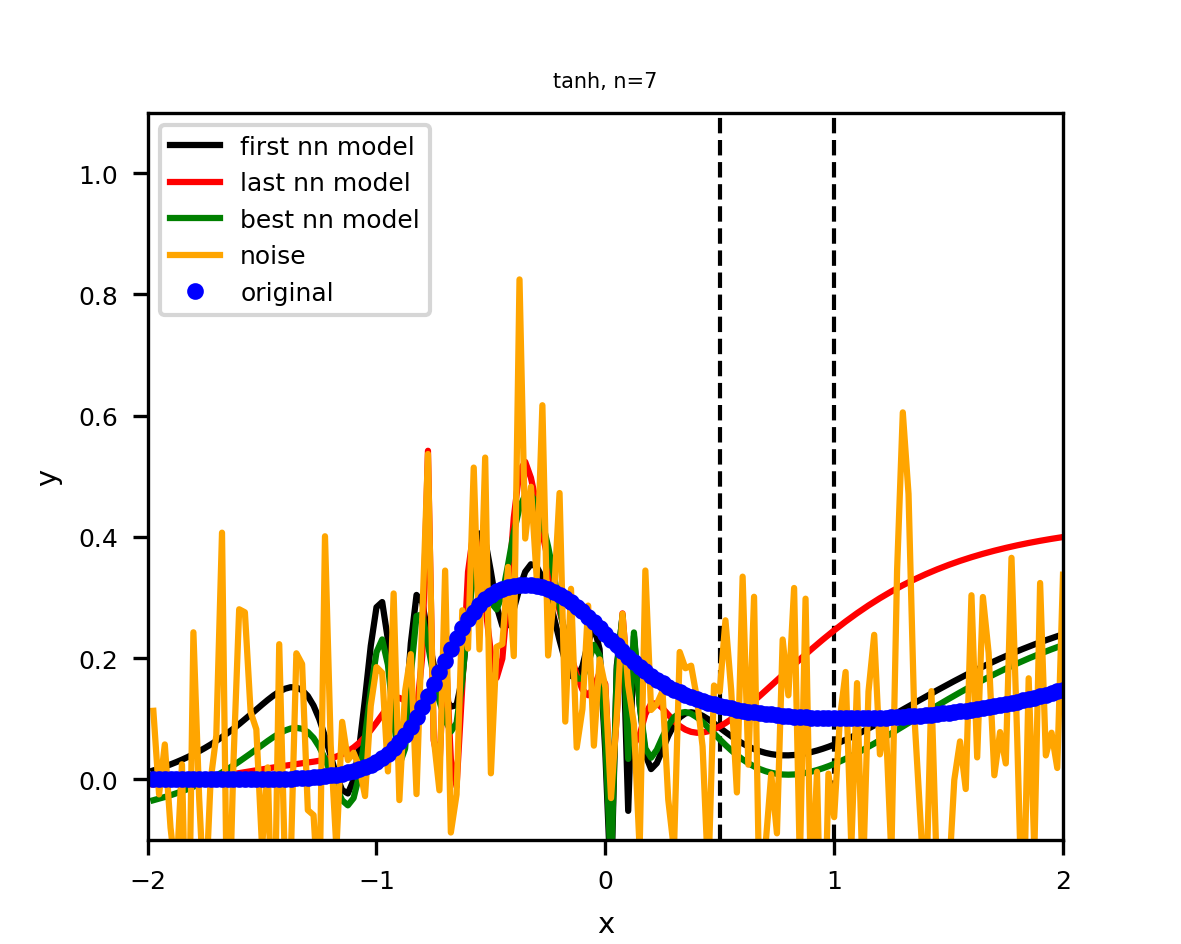 tanh, n=7
first nn model
last nn model
best nn model
noise
original
1.0
0.8
0.6
0.4
0.2
0.0
y
−2
−1
0
1
2
x